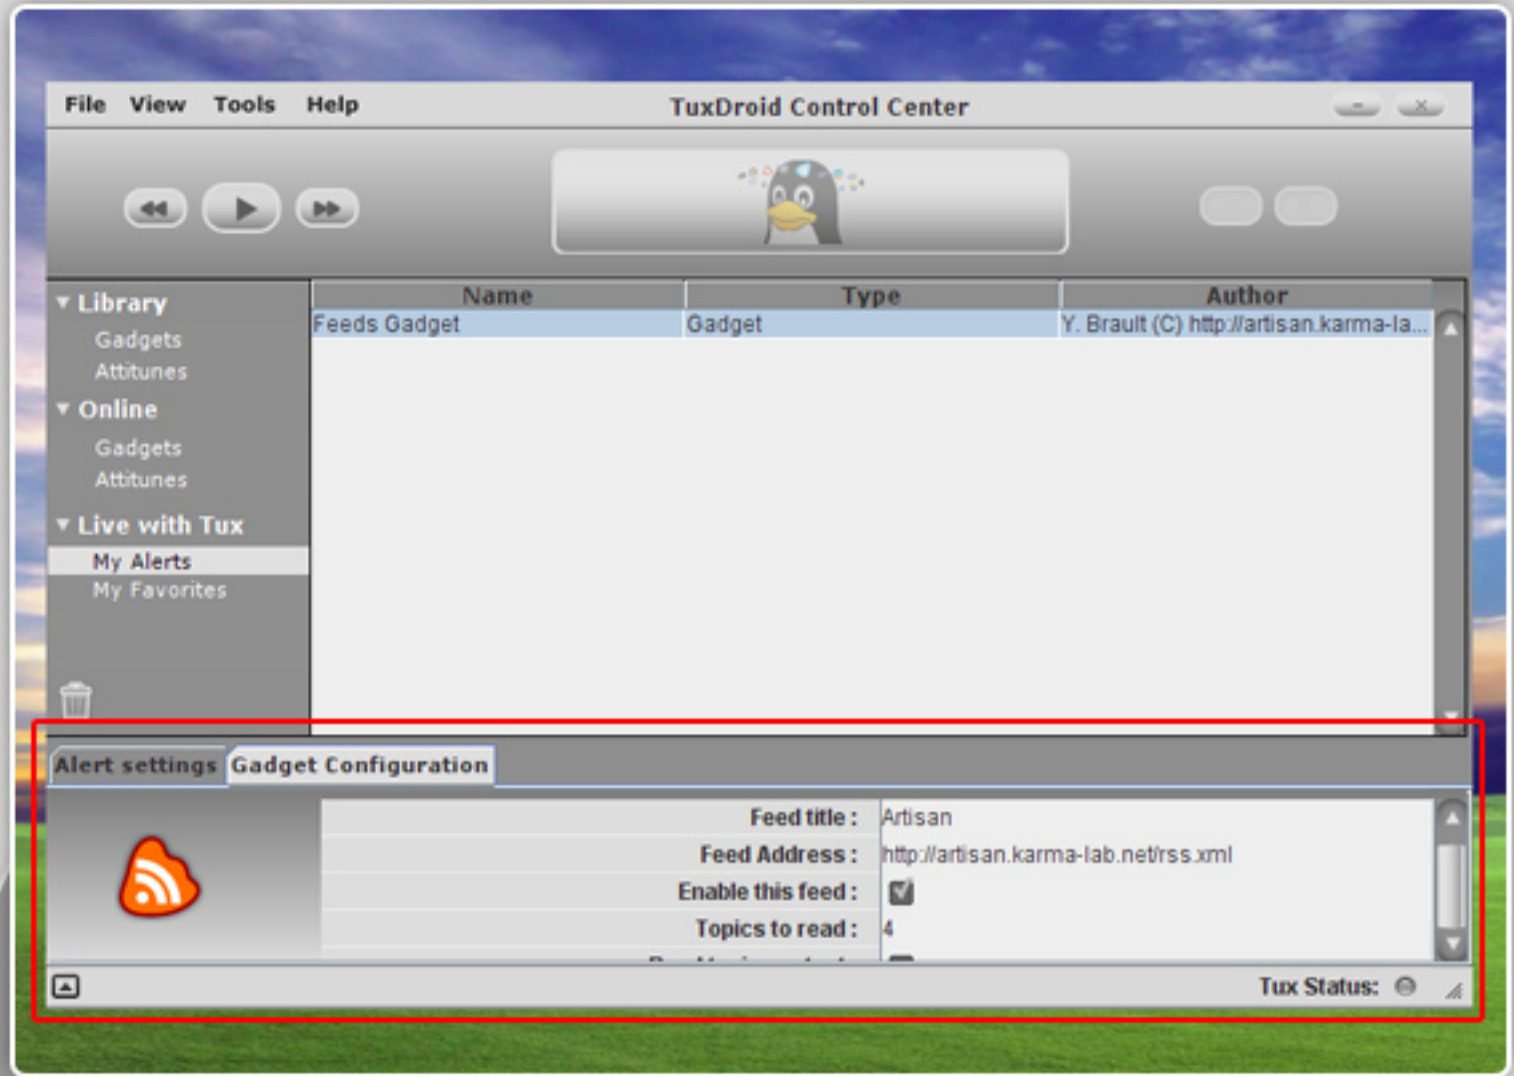 File View Tools Help TuxDroid Control Center
Library
Gadgets
Attitunes
Online
Gadgets
Attitunes
Live with Tux
My Alerts
My Favorites
Name Type Author
Feeds Gadget Gadget Y. Brault (C) http://artisan.karma-la...
Alert settings Gadget Configuration
Feed title : Artisan
Feed Address : http://artisan.karma-lab.net/rss.xml
Enable this feed :
Topics to read : 4
Tux Status: